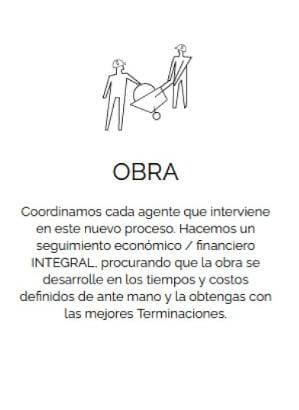 OBRA
Coordinamos cada agente que interviene
en este nuevo proceso. Hacemos un
seguimiento económico / financiero
INTEGRAL, procurando que la obra se
desarrolle en los tiempos y costos
definidos de ante mano y la obtengas con
las mejores Terminaciones.